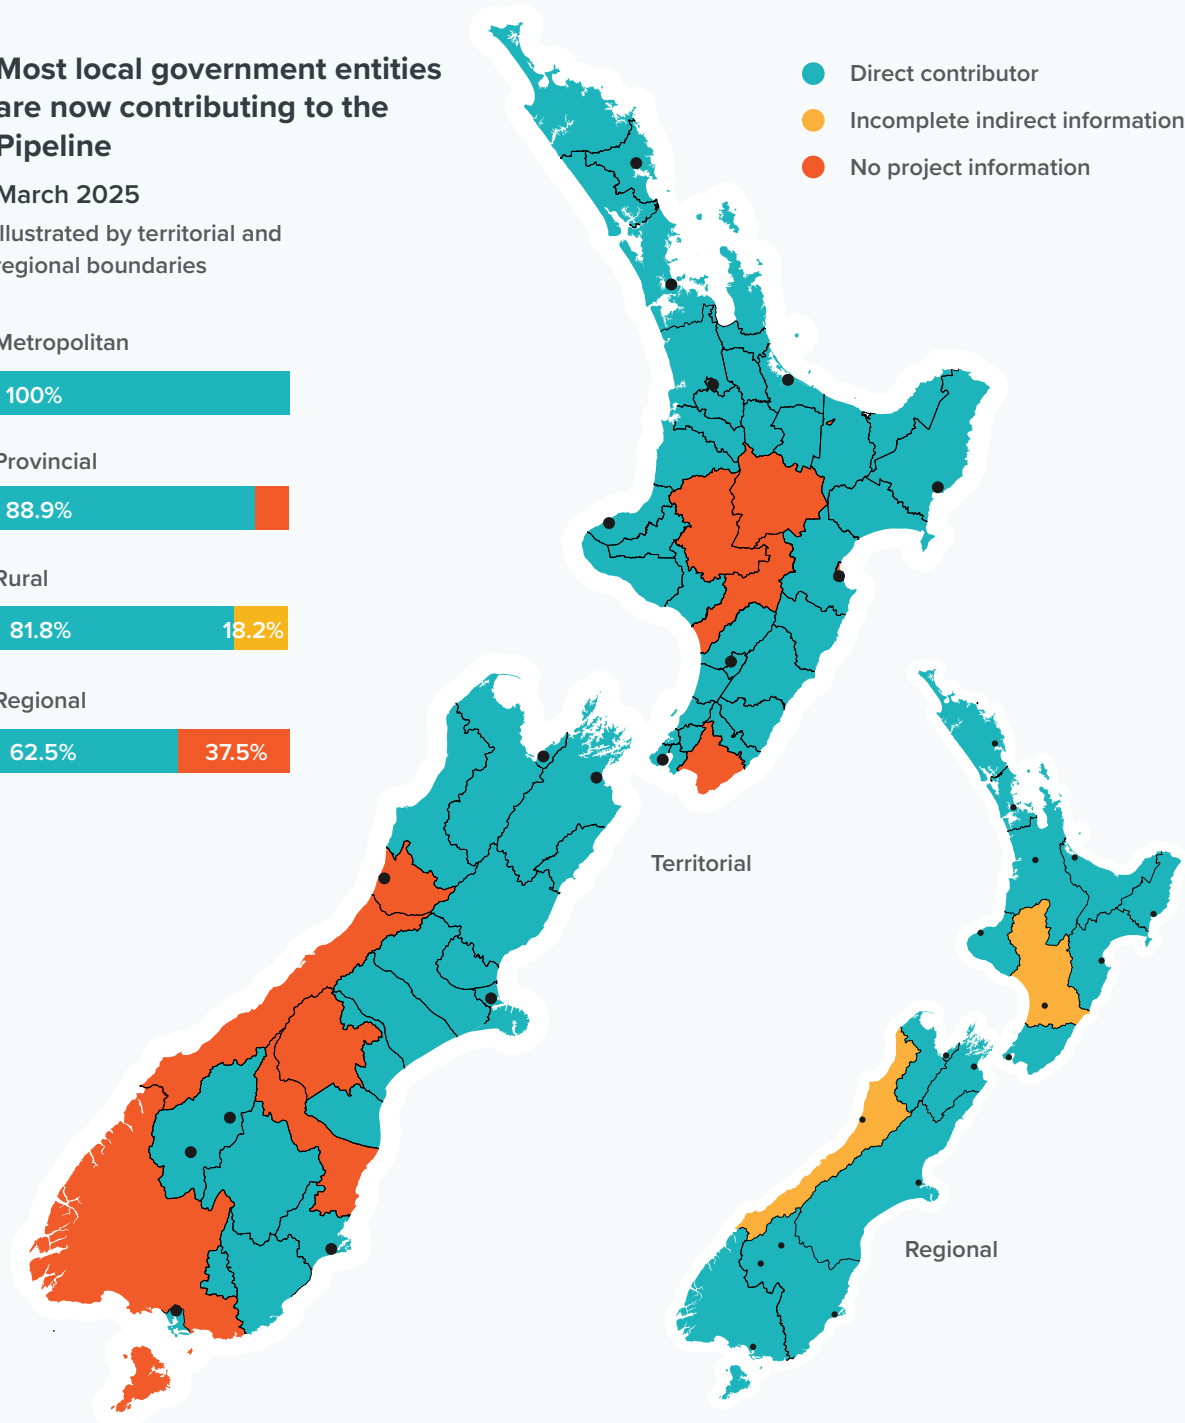 Most local government entities
are now contributing to the
Pipeline
March 2025
llustrated by territorial and
regional boundaries
Direct contributor
Incomplete indirect information
No project information
Metropolitan
100%
Provincial
88.9%
Rural
81.8% 18.2%
Regional
62.5% 37.5%
Territorial
Regional